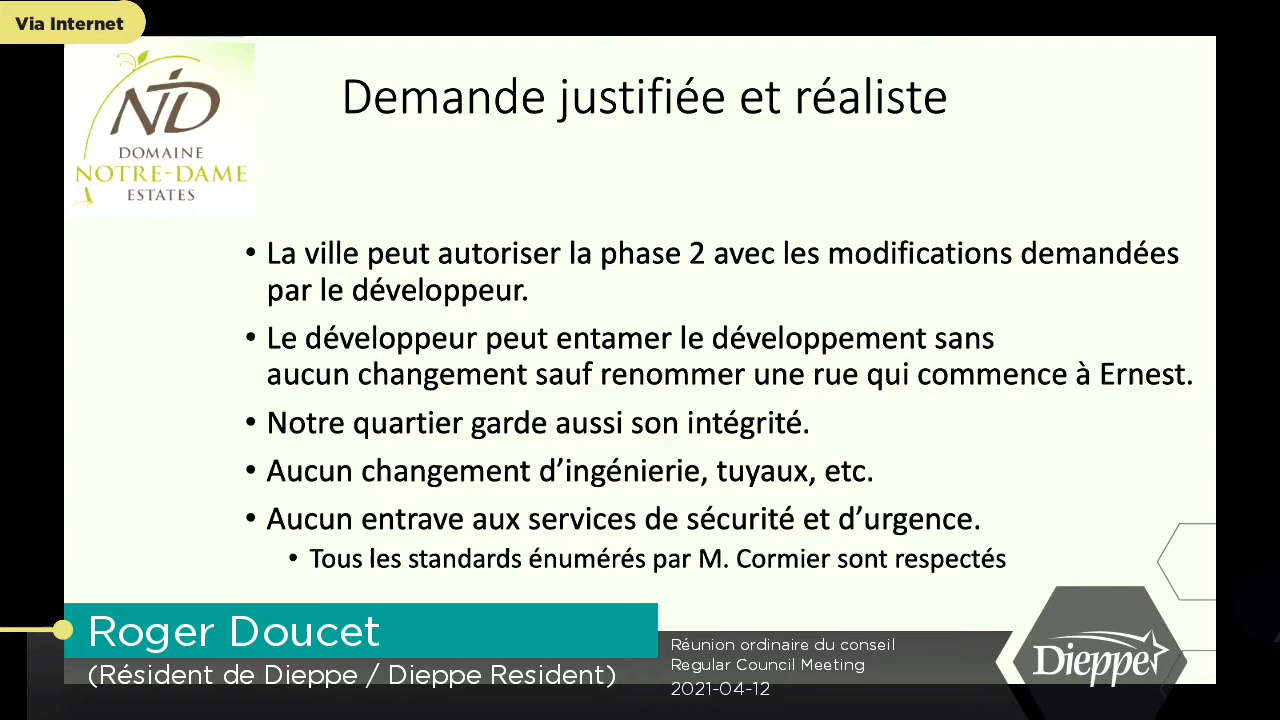 Via Internet
ND
DOMAINE
NOTRE-DAME
ESTATES
Demande justifiée et réaliste
• La ville peut autoriser la phase 2 avec les modifications demandées
par le développeur.
• Le développeur peut entamer le développement sans
aucun changement sauf renommer une rue qui commence à Ernest.
• Notre quartier garde aussi son intégrité.
• Aucun changement d’ingénierie, tuyaux, etc.
• Aucun entrave aux services de sécurité et d’urgence.
• Tous les standards énumérés par M. Cormier sont respectés
Roger Doucet
(Résident de Dieppe / Dieppe Resident)
Réunion ordinaire du conseil
Regular Council Meeting
2021-04-12
Dieppe